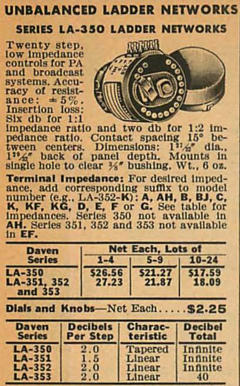 UNBALANCED LADDER NETWORKS
SERIES LA-350 LADDER NETWORKS
Twenty step,
low impedance
controls for PA
and broadcast
systems. Accu-
racy of resist-
ance: ± 5%.
Insertion loss:
Six db for 1:1
impedance ratio and two db for 1:2 im-
pedance ratio. Contact spacing 15° be-
tween centers. Dimensions:
back of panel depth. Mounts in
single hole to clear ⅜" bushing. Wt., 6 oz.
Terminal Impedance: For desired imped-
ance, add corresponding suffix to model
number (e.g., LA-352-K): A, AH, B, BJ, C,
K, KF, KG, D, E, F or G. See table for
impedances. Series 350 not available in
AH. Series 351, 352 and 353 not available
in EF.
Daven Series Net Each, Lots of
1-4 5-9 10-24
LA-350 $26.56 $21.27 $17.59
LA-351, 352 and 353 27.23 21.87 18.09
Dials and Knobs—Net Each.....$2.25
Daven Series Decibels Per Step Charac-teristic Decibel Total
LA-350 2.0 Tapered Infinite
LA-351 1.5 Linear Infinite
LA-352 2.0 Linear Infinite
LA-353 2.0 Linear 40